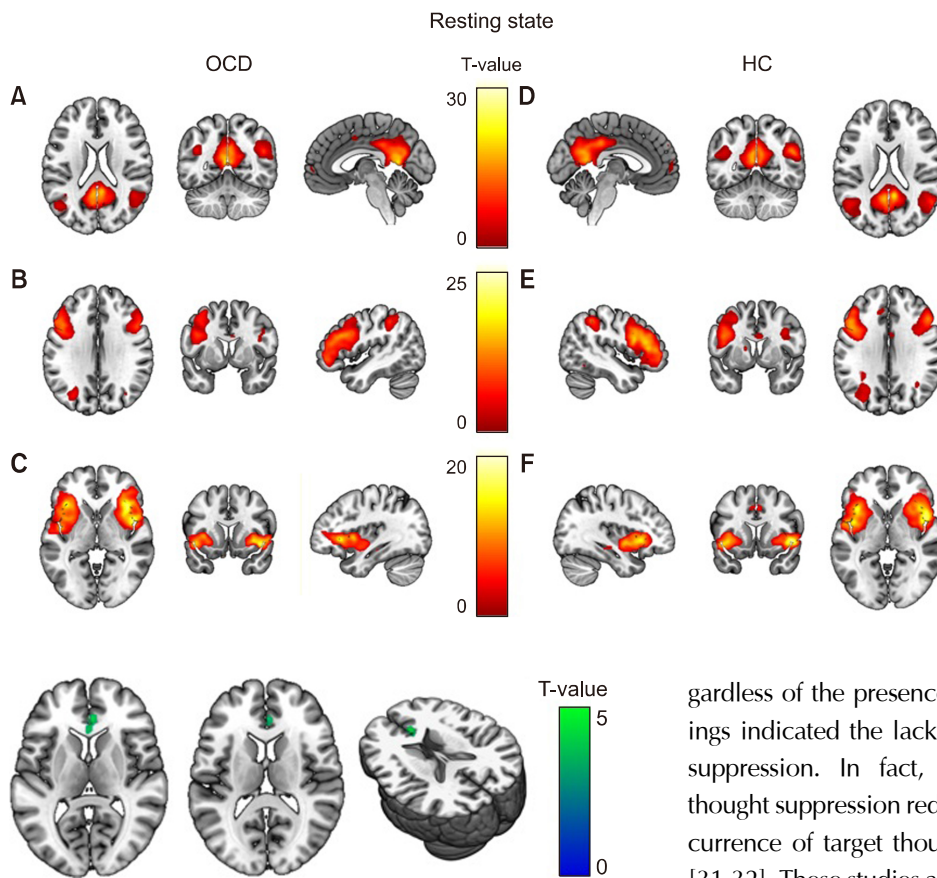 Resting state
OCD T-value HC
A 30 D
0
B 25 E
0
C 20 F
0
T-value
5
0
gardless of the presence
ings indicated the lack
suppression. In fact,
thought suppression rec
currence of target thou